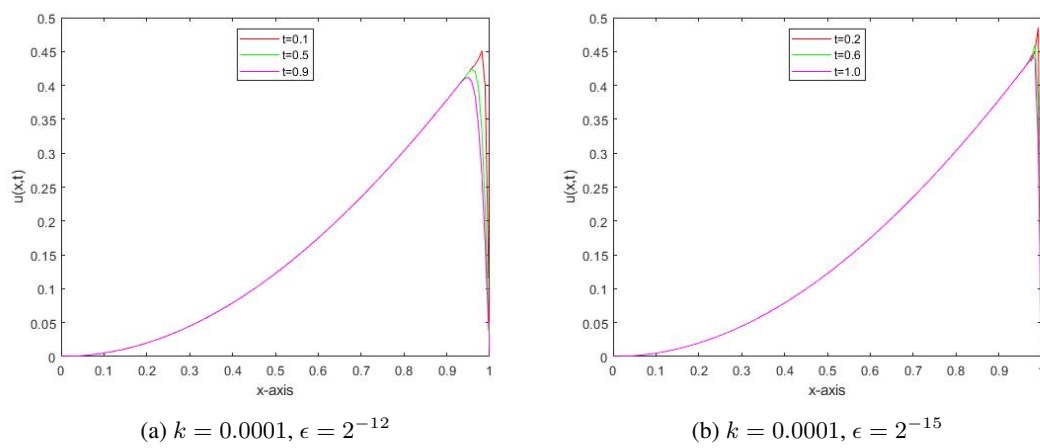 0.5
0.45
0.4
0.35
0.3
0.25
0.2
0.15
0.1
0.05
0
u(x,t)
t=0.1
t=0.5
t=0.9
0 0.1 0.2 0.3 0.4 0.5 0.6 0.7 0.8 0.9 1
x-axis
(a) k = 0.0001, ϵ = 2⁻¹²
0.5
0.45
0.4
0.35
0.3
0.25
0.2
0.15
0.1
0.05
0
u(x,t)
t=0.2
t=0.6
t=1.0
0 0.1 0.2 0.3 0.4 0.5 0.6 0.7 0.8 0.9 1
x-axis
(b) k = 0.0001, ϵ = 2⁻¹⁵